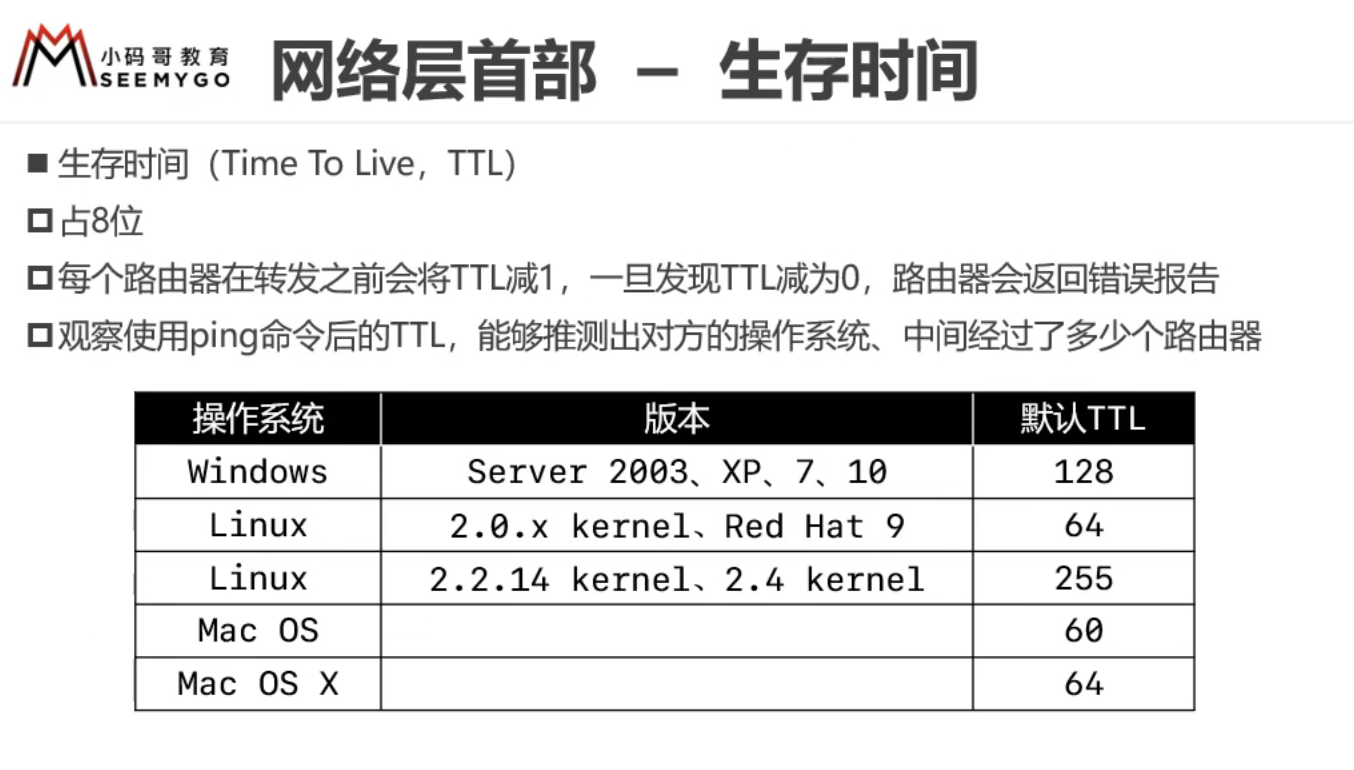 小码哥教育
SEEMYGO
网络层首部 - 生存时间
生存时间（Time To Live，TTL）
占8位
每个路由器在转发之前会将TTL减1，一旦发现TTL减为0，路由器会返回错误报告
观察使用ping命令后的TTL，能够推测出对方的操作系统、中间经过了多少个路由器
操作系统 版本 默认TTL
Windows Server 2003、XP、7、10 128
Linux 2.0.x kernel、Red Hat 9 64
Linux 2.2.14 kernel、2.4 kernel 255
Mac OS 60
Mac OS X 64